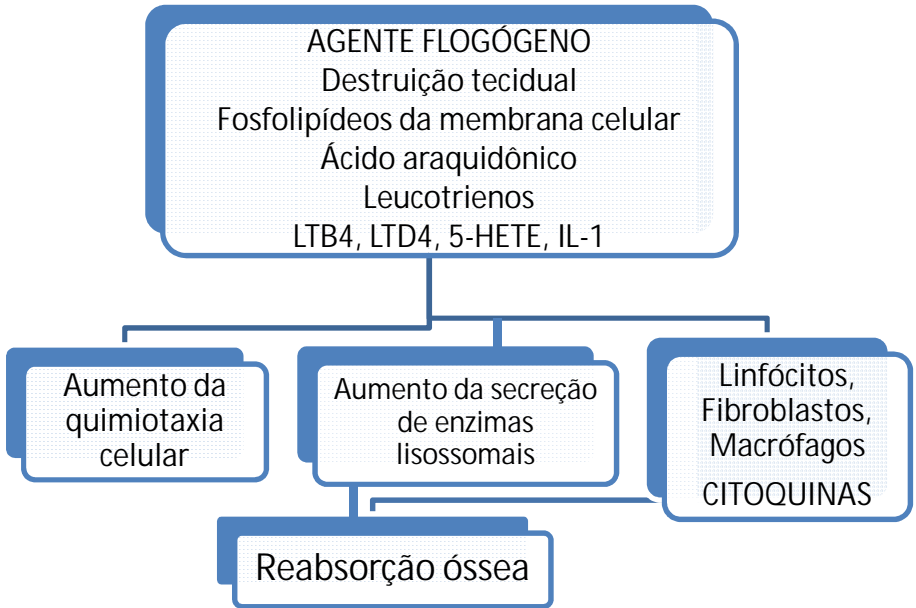 AGENTE FLOGÓGENO
Destruição tecidual
Fosfolipídeos da membrana celular
Ácido araquidônico
Leucotrienos
LTB4, LTD4, 5-HETE, IL-1
Aumento da
quimiotaxia
celular
Aumento da secreção
de enzimas
lisossomais
Linfócitos,
Fibroblastos,
Macrófagos
CITOQUINAS
Reabsorção óssea